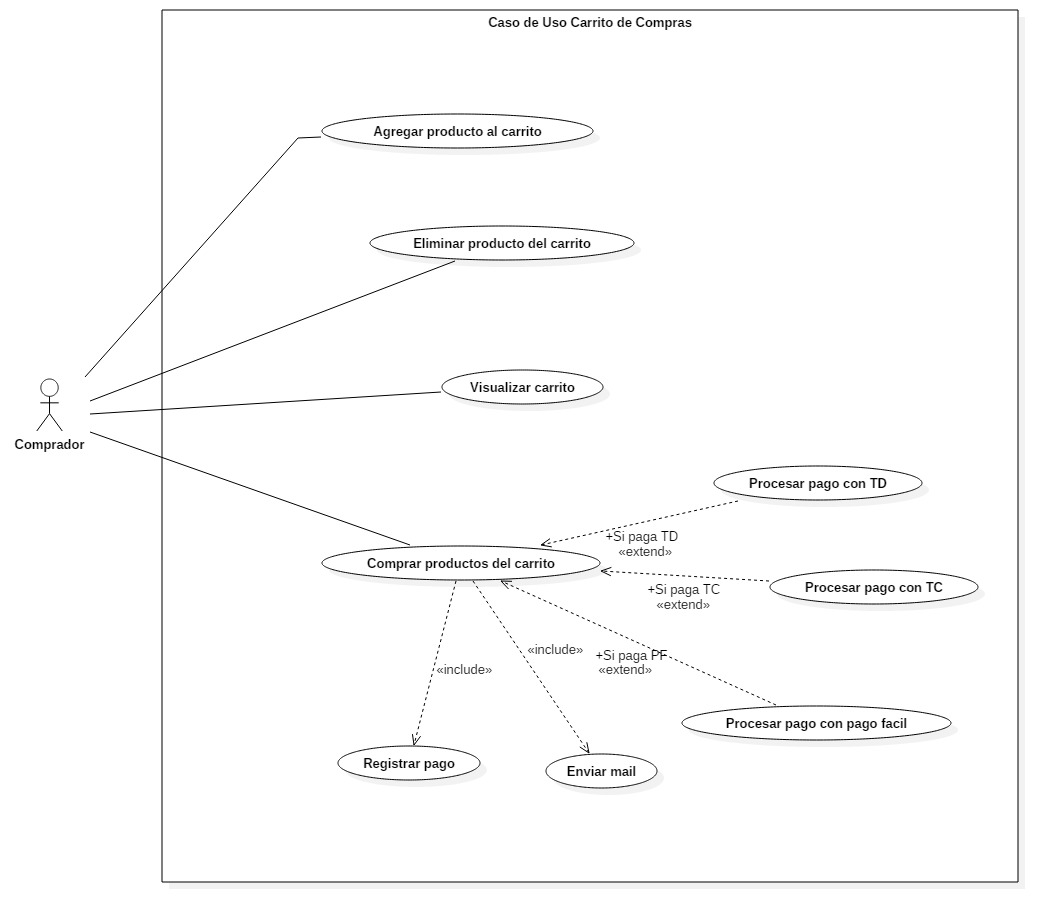 Caso de Uso Carrito de Compras
Agregar producto al carrito
Eliminar producto del carrito
Visualizar carrito
Comprador
Procesar pago con TD
+Si paga TD
«extend»
Comprar productos del carrito
Procesar pago con TC
+Si paga TC
«extend»
«include»
«include»
+Si paga PF
«extend»
Procesar pago con pago facil
Registrar pago
Enviar mail